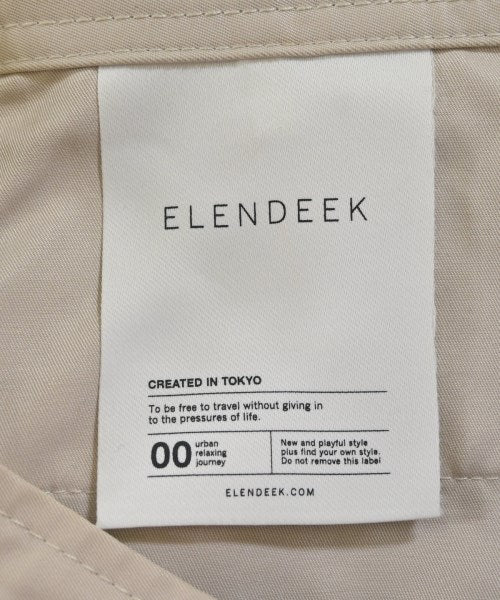 ELENDEEK
CREATED IN TOKYO
To be free to travel without giving in
to the pressures of life.
00
urban
relaxing
journey
New and playful style
plus find your own style.
Do not remove this label
ELENDEEK.COM